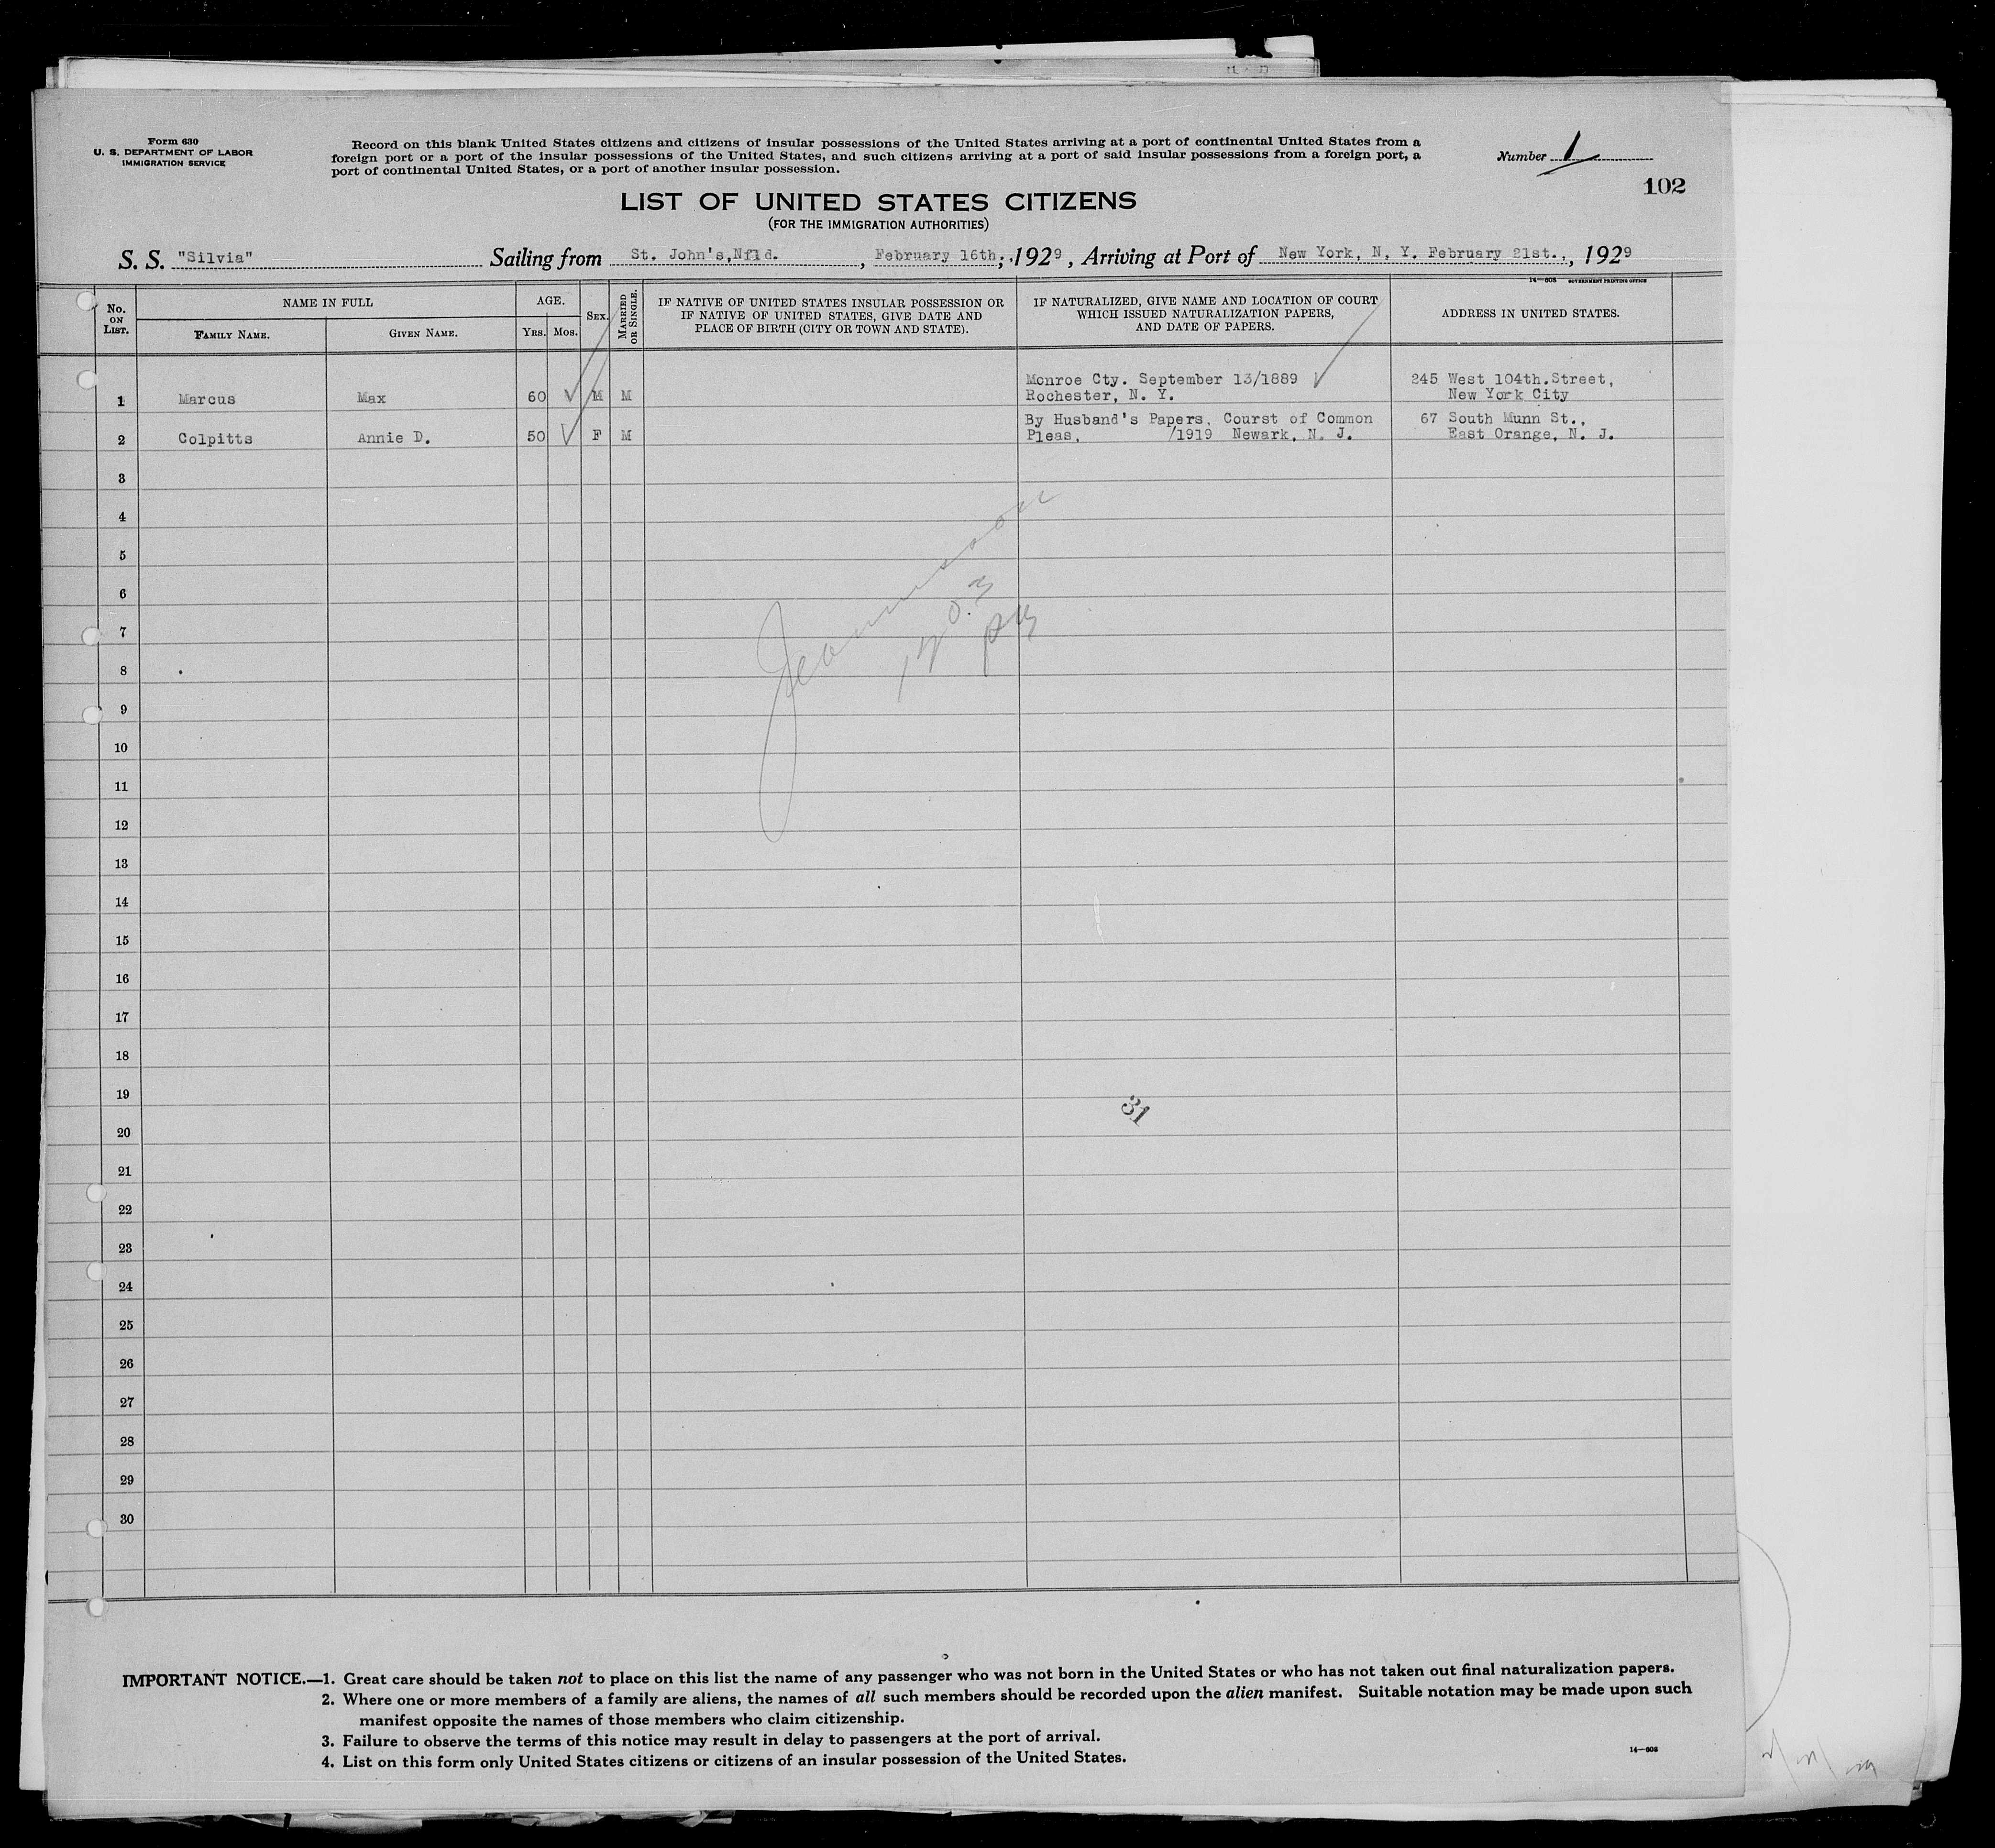 Form 630
U. S. DEPARTMENT OF LABOR
IMMIGRATION SERVICE
Record on this blank United States citizens and citizens of insular possessions of the United States arriving at a port of continental United States from a
foreign port or a port of the insular possessions of the United States, and such citizens arriving at a port of said insular possessions from a foreign port, a
port of continental United States, or a port of another insular possession.
Number 1
102
LIST OF UNITED STATES CITIZENS
(FOR THE IMMIGRATION AUTHORITIES)
S. S. "Silvia" Sailing from St. John's,Nfld. , February 16th; , 1929 , Arriving at Port of New York, N. Y. February 21st., , 1929
14—608 GOVERNMENT PRINTING OFFICE
No. ON LIST.
NAME IN FULL
FAMILY NAME.
GIVEN NAME.
AGE.
YRS. MOS.
SEX.
MARRIED OR SINGLE.
IF NATIVE OF UNITED STATES INSULAR POSSESSION OR
IF NATIVE OF UNITED STATES, GIVE DATE AND
PLACE OF BIRTH (CITY OR TOWN AND STATE).
IF NATURALIZED, GIVE NAME AND LOCATION OF COURT
WHICH ISSUED NATURALIZATION PAPERS,
AND DATE OF PAPERS.
ADDRESS IN UNITED STATES.
Monroe Cty. September 13/1889 245 West 104th.Street,
1 Marcus Max 60 M M Rochester, N. Y. New York City
By Husband's Papers, Courst of Common 67 South Munn St.,
2 Colpitts Annie D. 50 F M Pleas, /1919 Newark, N. J. East Orange, N. J.
3
4
5
6
7
8
9
10
11
12
13
14
15
16
17
18
19
31
20
21
22
23
24
25
26
27
28
29
30
IMPORTANT NOTICE.—1. Great care should be taken not to place on this list the name of any passenger who was not born in the United States or who has not taken out final naturalization papers.
2. Where one or more members of a family are aliens, the names of all such members should be recorded upon the alien manifest. Suitable notation may be made upon such
manifest opposite the names of those members who claim citizenship.
3. Failure to observe the terms of this notice may result in delay to passengers at the port of arrival.
4. List on this form only United States citizens or citizens of an insular possession of the United States.
14—608